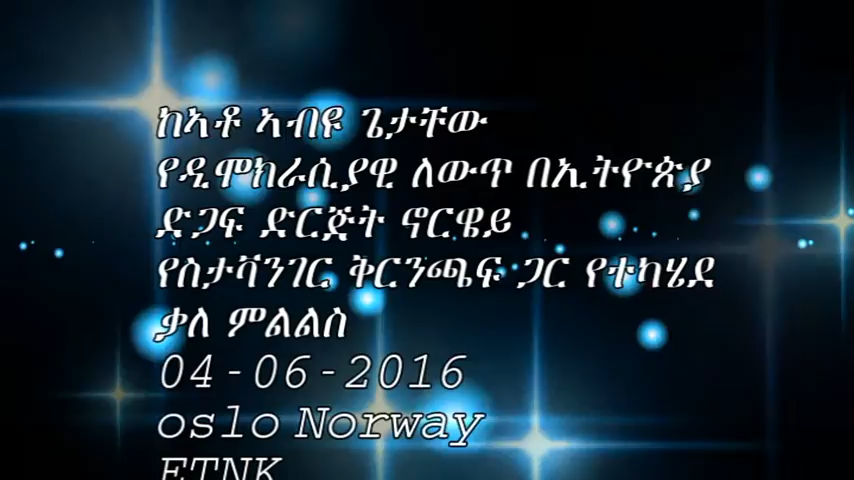 ከኣቶ ኣብዩ ጌታቸው
የዲሞክራሲያዊ ለውጥ በኢትዮጵያ
ድጋፍ ድርጅት ኖርዌይ
የስታቫንገር ቅርንጫፍ ጋር የተካሄደ
ቃለ ምልልስ
04-06-2016
oslo Norway
ETNK